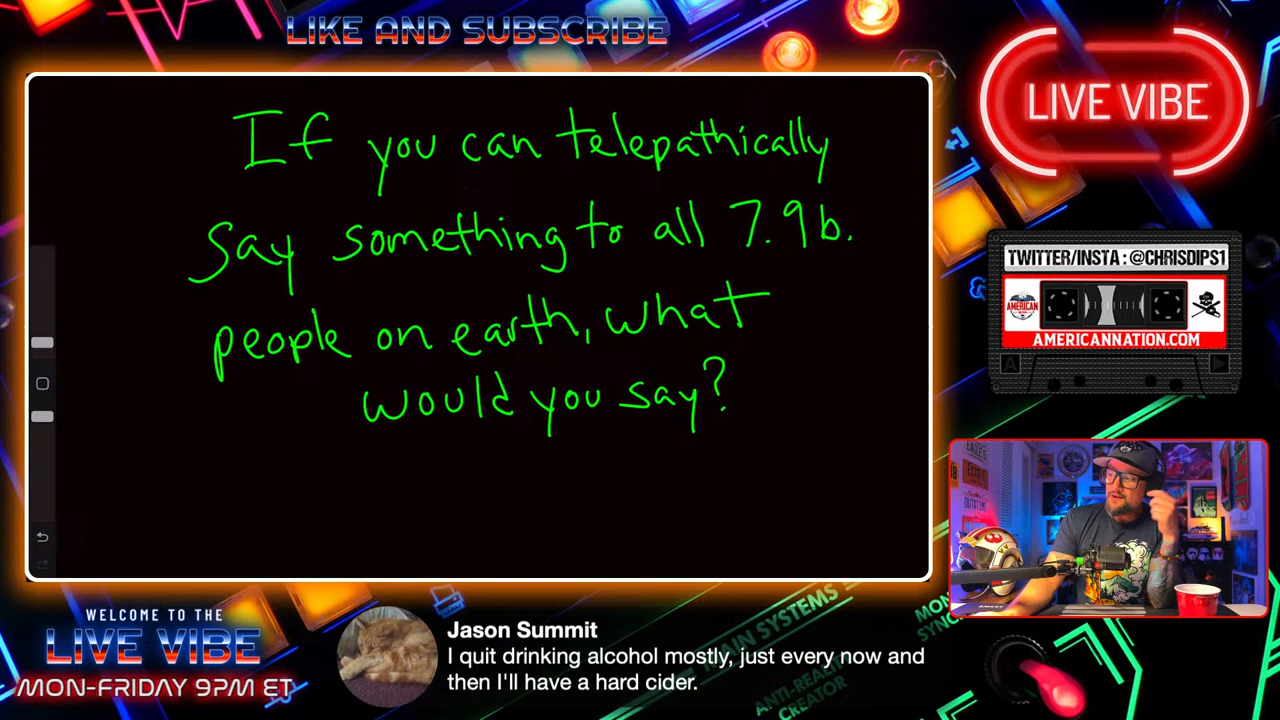 LIKE AND SUBSCRIBE
LIVE VIBE
If you can telepathically
say something to all 7.9b.
people on earth, what
would you say?
TWITTER/INSTA : @CHRISDIPS1
AMERICAN
AMERICANNATION.COM
A
WELCOME TO THE
LIVE VIBE
MON-FRIDAY 9PM ET
Jason Summit
I quit drinking alcohol mostly, just every now and
then I'll have a hard cider.
SYSTEMS
CREATOR